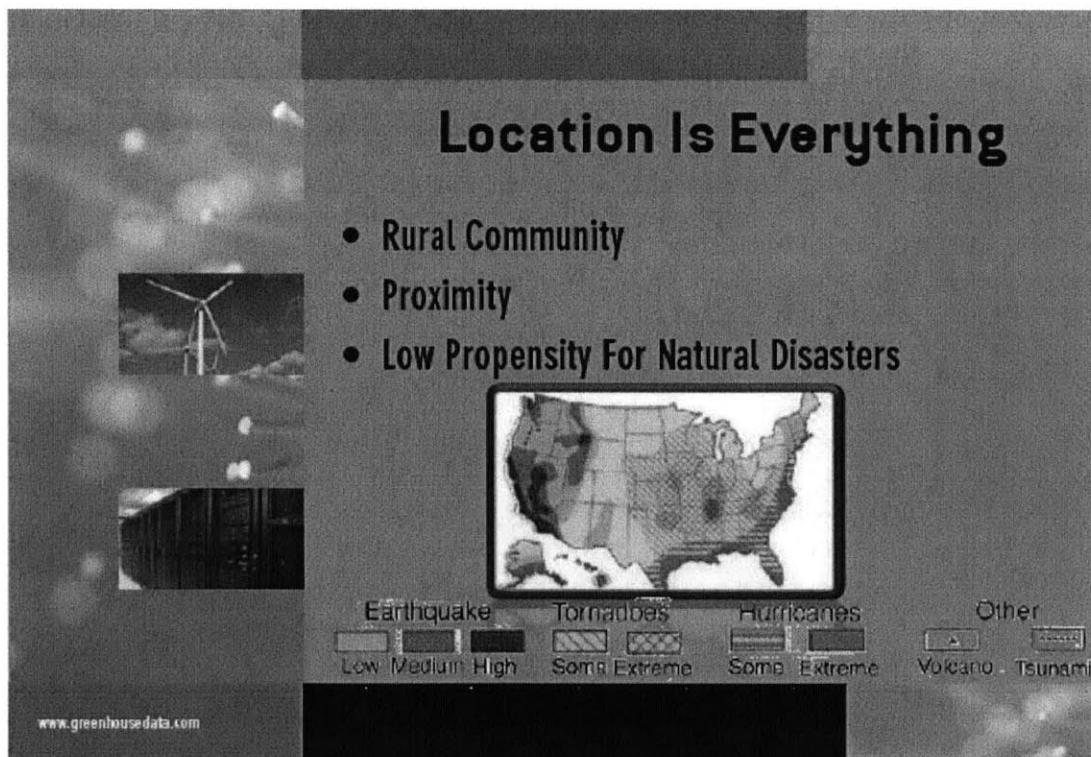 Location Is Everything
• Rural Community
• Proximity
• Low Propensity For Natural Disasters
Earthquake Tornadoes Hurricanes Other
Low Medium High Some Extreme Some Extreme Volcano Tsunami
www.greenhousedata.com